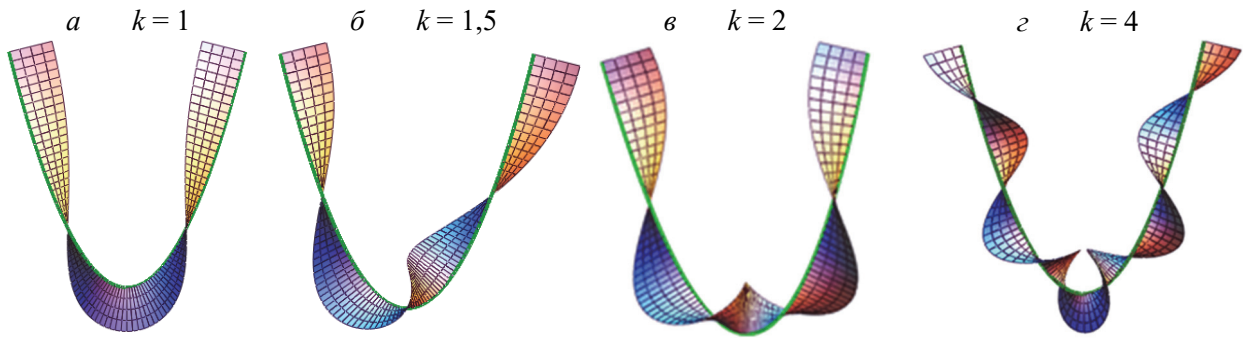 а k = 1 б k = 1,5 в k = 2 г k = 4